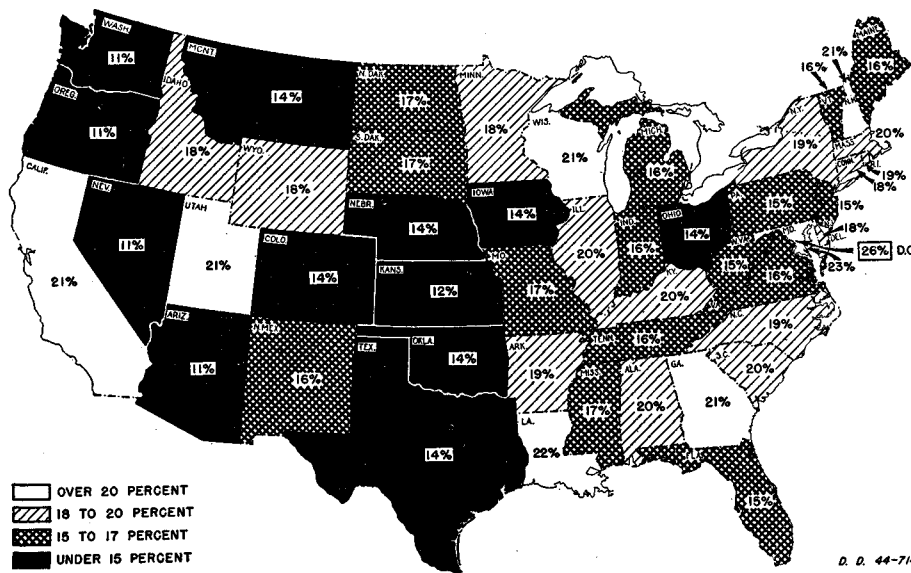 WASH.
11%
MONT.
14%
IDAHO
18%
OREG.
11%
N. DAK.
17%
S. DAK.
17%
MINN.
18%
WIS.
21%
MICH.
16%
WYO.
18%
CALIF.
21%
NEV.
11%
UTAH
21%
COLO.
14%
NEBR.
14%
IOWA
14%
KANS.
12%
MO.
17%
ILL.
20%
IND.
16%
OHIO
14%
KY.
20%
TENN.
16%
ARIZ.
11%
N. MEX.
16%
TEX.
14%
OKLA.
14%
ARK.
19%
LA.
22%
MISS.
17%
ALA.
20%
GA.
21%
FLA.
15%
S.C.
20%
N.C.
19%
16%
15%
PA.
15%
N.Y.
19%
VT.
16%
N.H.
21%
MAINE
16%
MASS.
20%
R.I.
19%
CONN.
18%
15%
DEL.
18%
MD.
23%
26% D.C.
OVER 20 PERCENT
18 TO 20 PERCENT
15 TO 17 PERCENT
UNDER 15 PERCENT
D. D. 44-71